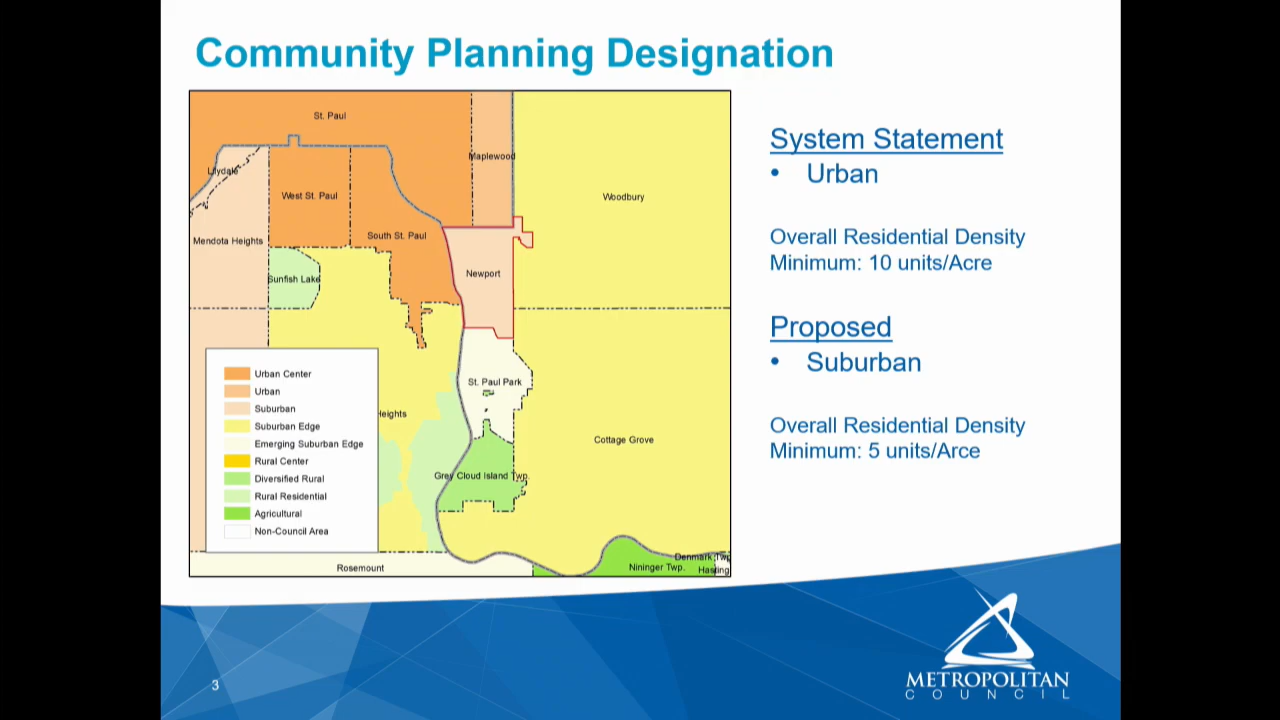 Community Planning Designation
St. Paul
Maplewood
Lilydale
West St. Paul
Woodbury
South St. Paul
Mendota Heights
Newport
Sunfish Lake
St. Paul Park
Heights
Cottage Grove
Grey Cloud Island Twp.
Denmark Twp
Nininger Twp.
Hasting
Rosemount
Urban Center
Urban
Suburban
Suburban Edge
Emerging Suburban Edge
Rural Center
Diversified Rural
Rural Residential
Agricultural
Non-Council Area
System Statement
• Urban
Overall Residential Density
Minimum: 10 units/Acre
Proposed
• Suburban
Overall Residential Density
Minimum: 5 units/Arce
3
METROPOLITAN
COUNCIL